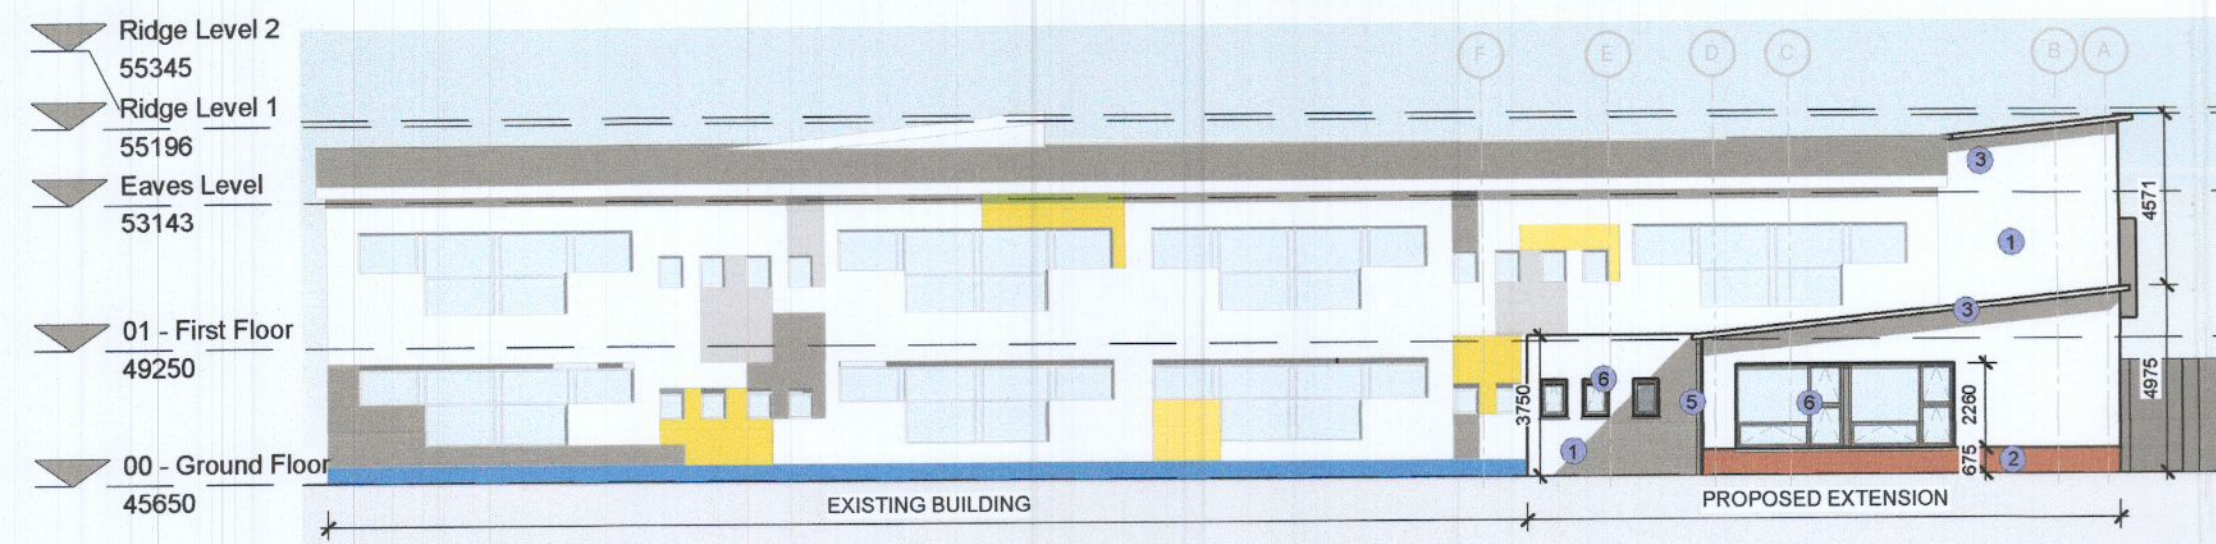 Ridge Level 2
55345
Ridge Level 1
55196
Eaves Level
53143
01 - First Floor
49250
00 - Ground Floor
45650
F
E
D
C
B
A
3
1
4571
3
3750
6
5
6
2260
4975
1
675
2
EXISTING BUILDING
PROPOSED EXTENSION